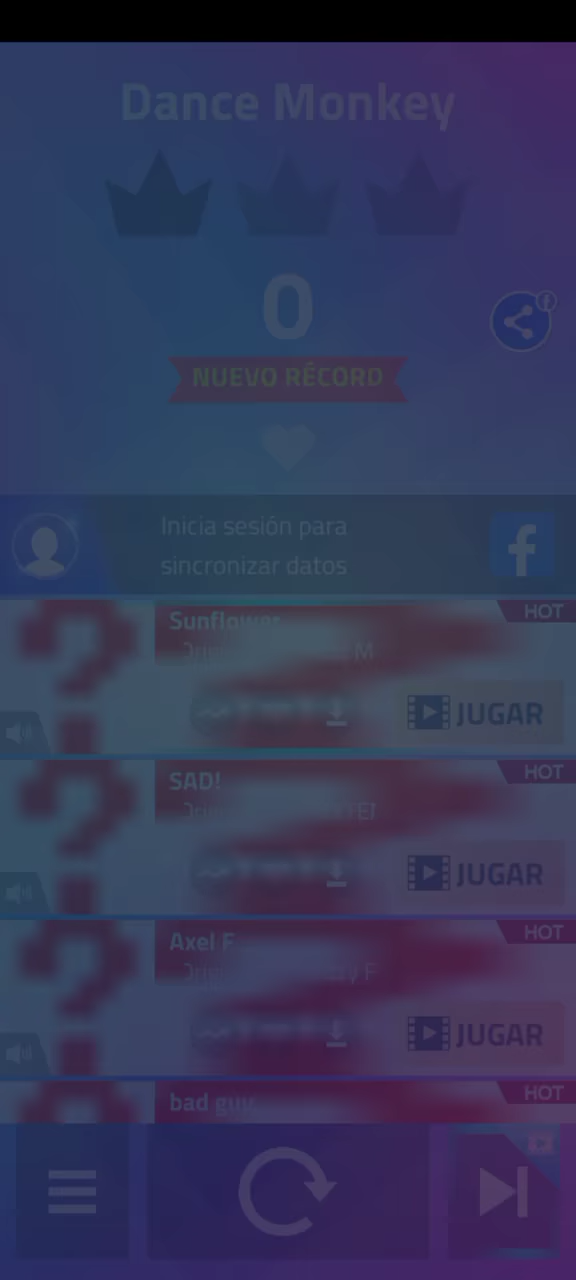 Dance Monkey
0
NUEVO RÉCORD
Inicia sesión para
sincronizar datos
HOT
Sunflower
JUGAR
HOT
SAD!
JUGAR
HOT
Axel F
JUGAR
HOT
bad guy